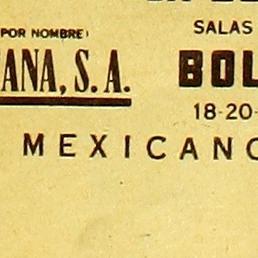 POR NOMBRE)
SALAS
ANA, S. A.
BOL
18-20-
MEXICANO